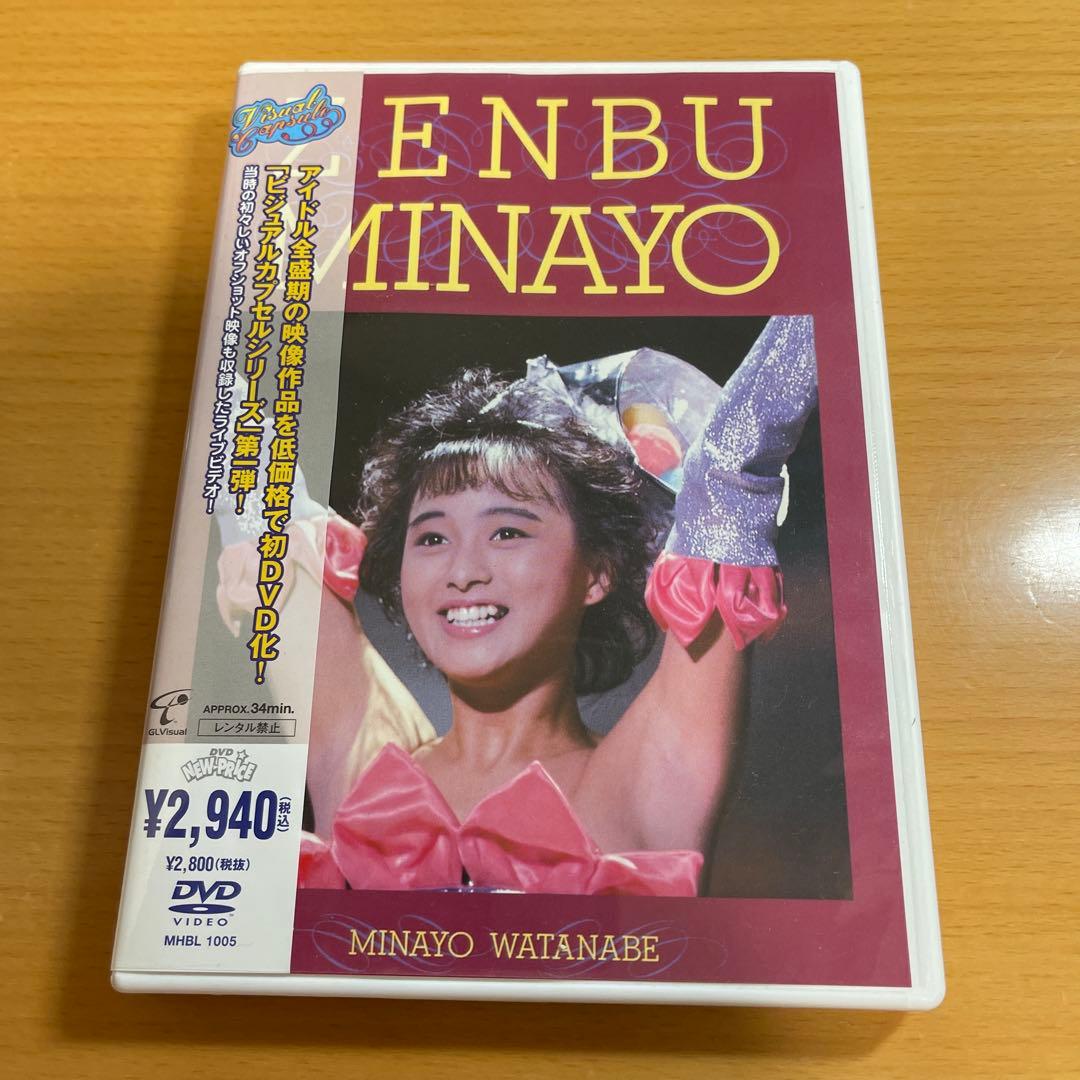 Visual
Capsule
ENBU
MINAYO
アイドル全盛期の映像作品を低価格で初DVD化!
「ビジュアルカプセルシリーズ」第一弾!
当時の初々しいオフショット映像も収録したライブビデオ!
GLVisual
APPROX.34min.
レンタル禁止
DVD
NEW-PRICE
¥2,940(税込)
¥2,800(税抜)
DVD
VIDEO™
MHBL 1005
MINAYO WATANABE